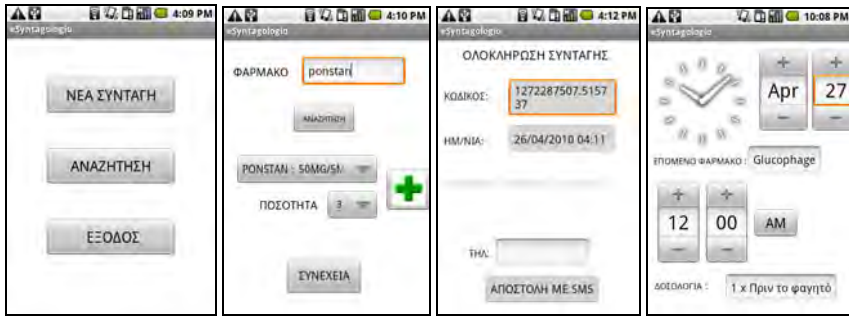 4:09 PM
eSyntagologio
ΝΕΑ ΣΥΝΤΑΓΗ
ΑΝΑΖΗΤΗΣΗ
ΕΞΟΔΟΣ
4:10 PM
eSyntagologio
ΦΑΡΜΑΚΟ ponstan
ΑΝΑΖΗΤΗΣΗ
PONSTAN : 50MG/5M
ΠΟΣΟΤΗΤΑ 3
ΣΥΝΕΧΕΙΑ
4:12 PM
eSyntagologio
ΟΛΟΚΛΗΡΩΣΗ ΣΥΝΤΑΓΗΣ
ΚΩΔΙΚΟΣ: 1272287507.5157
37
ΗΜ/ΝΙΑ: 26/04/2010 04:11
ΤΗΛ:
ΑΠΟΣΤΟΛΗ ΜΕ SMS
10:08 PM
eSyntagologio
Apr 27
ΕΠΟΜΕΝΟ ΦΑΡΜΑΚΟ : Glucophage
12 00 AM
ΔΟΣΟΛΟΓΙΑ : 1 x Πριν το φαγητό